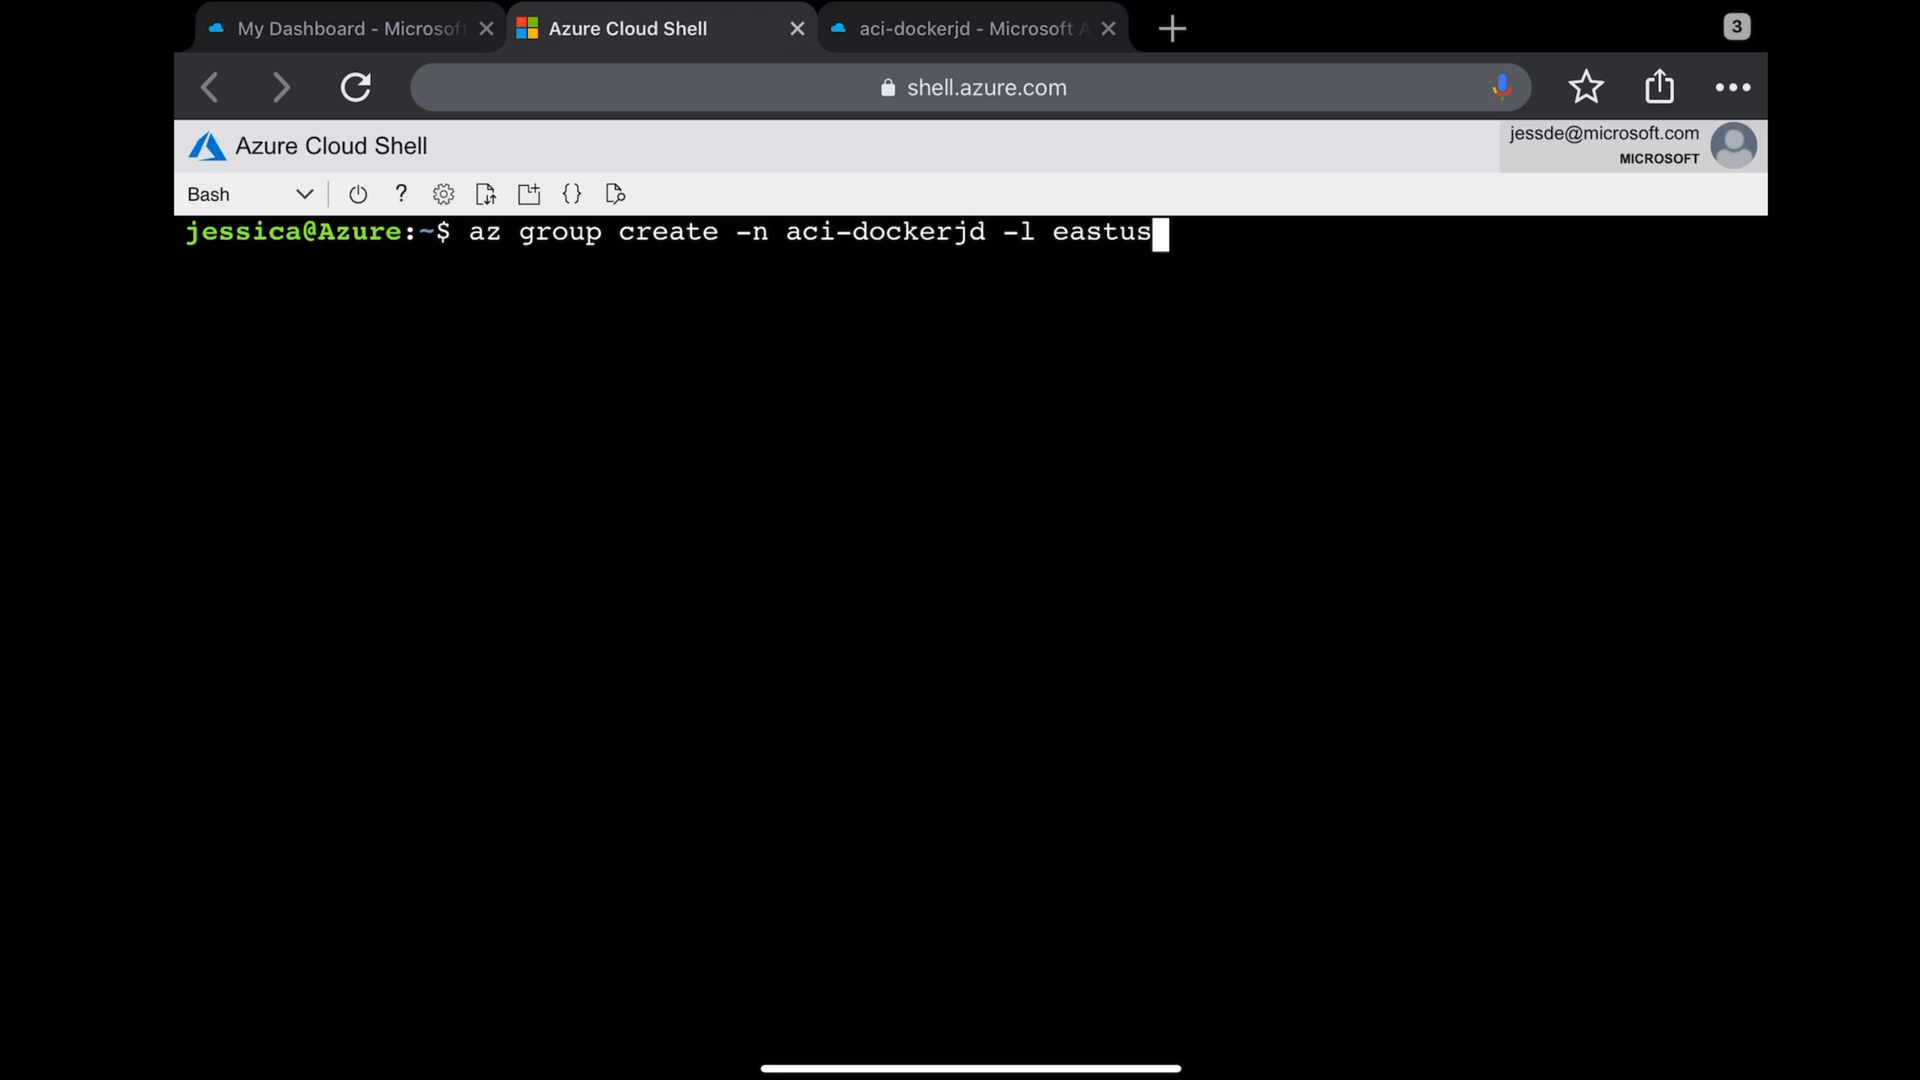 My Dashboard - Microsoft
Azure Cloud Shell
aci-dockerjd - Microsoft A
3
shell.azure.com
Azure Cloud Shell
jessde@microsoft.com
MICROSOFT
Bash
?
{}
jessica@Azure:~$ az group create -n aci-dockerjd -l eastus